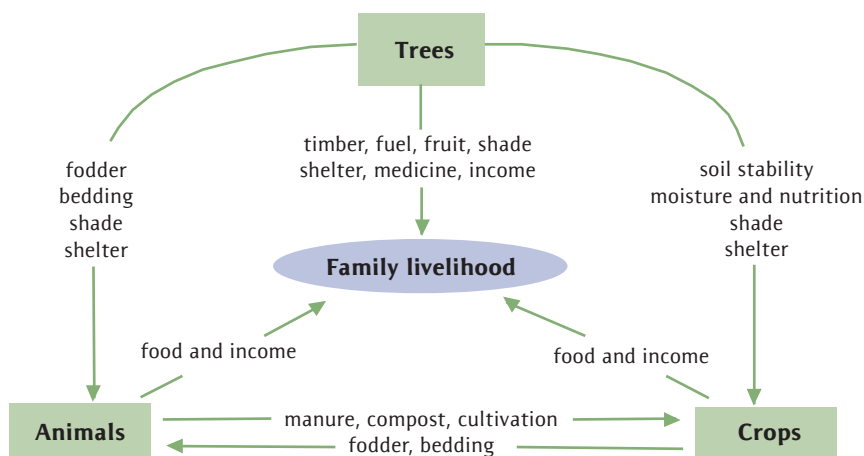 Trees
timber, fuel, fruit, shade
shelter, medicine, income
fodder
bedding
shade
shelter
soil stability
moisture and nutrition
shade
shelter
Family livelihood
food and income
food and income
Animals
manure, compost, cultivation
fodder, bedding
Crops